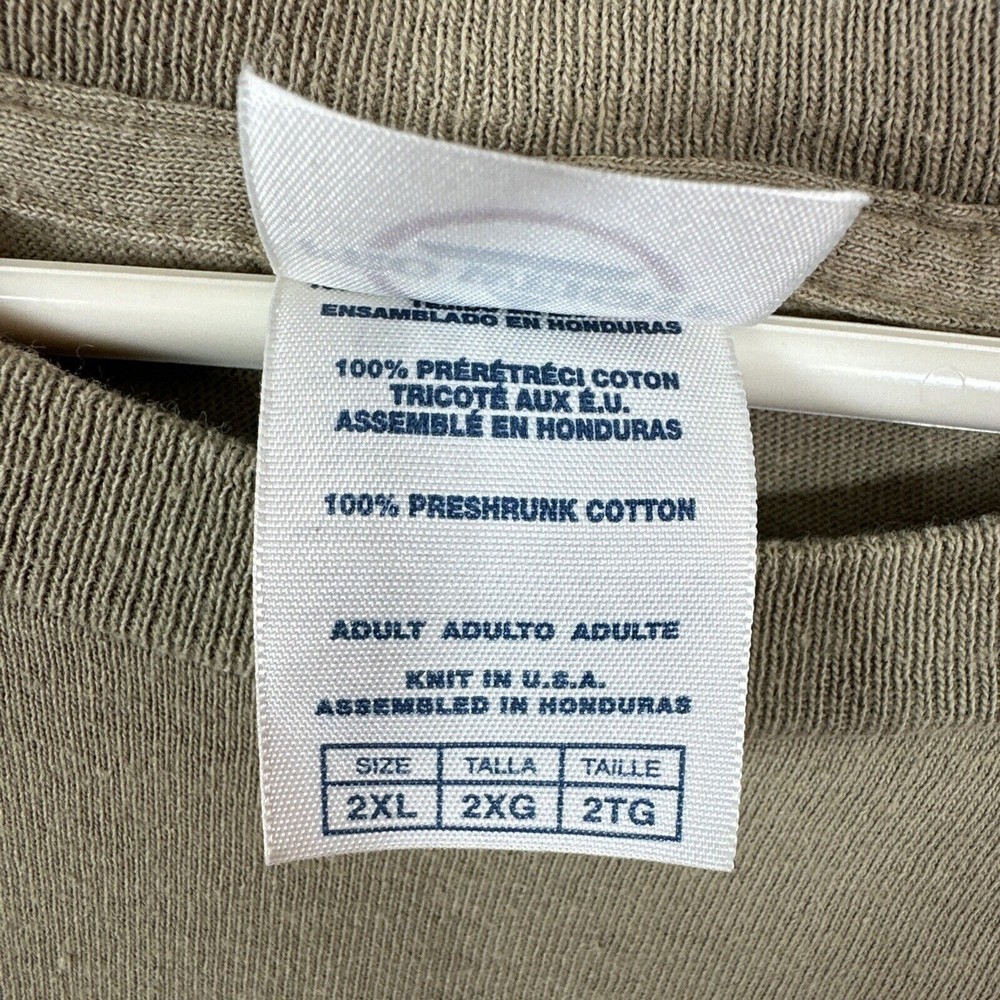 ENSAMBLADO EN HONDURAS
100% PRÉRÉTRÉCI COTON
TRICOTÉ AUX É.U.
ASSEMBLÉ EN HONDURAS
100% PRESHRUNK COTTON
ADULT ADULTO ADULTE
KNIT IN U.S.A.
ASSEMBLED IN HONDURAS
SIZE TALLA TAILLE
2XL 2XG 2TG